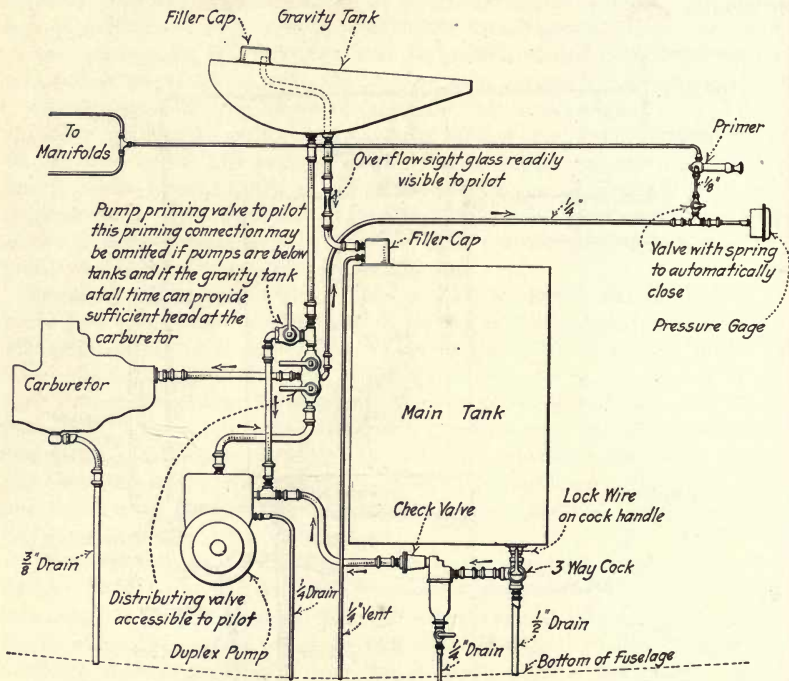 Filler Cap
Gravity Tank
To
Manifolds
Primer
1/8"
Overflow sight glass readily
visible to pilot
1/4"
Pump priming valve to pilot
this priming connection may
be omitted if pumps are below
tanks and if the gravity tank
at all time can provide
sufficient head at the
carburetor
Filler Cap
Valve with spring
to automatically
close
Pressure Gage
Carburetor
Main Tank
Check Valve
Lock Wire
on cock handle
3 Way Cock
3/8" Drain
Distributing valve
accessible to pilot
Duplex Pump
1/4" Drain
1/4" Vent
1/4" Drain
1/2" Drain
Bottom of Fuselage